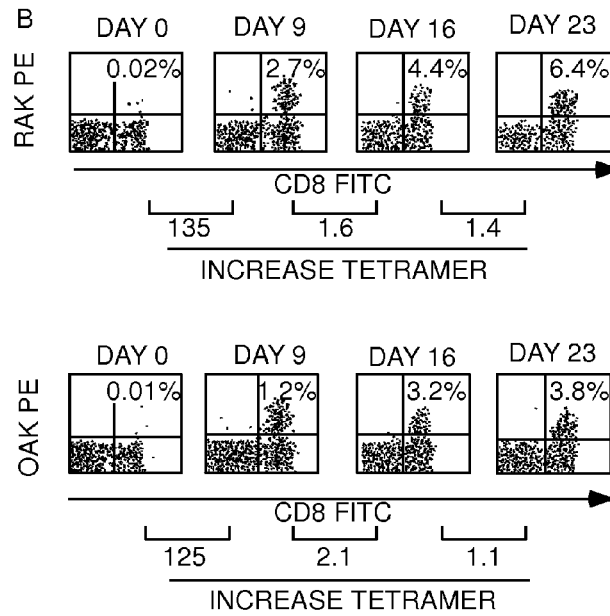 B
DAY 0 DAY 9 DAY 16 DAY 23
RAK PE
0.02% 2.7% 4.4% 6.4%
CD8 FITC
135 1.6 1.4
INCREASE TETRAMER
DAY 0 DAY 9 DAY 16 DAY 23
OAK PE
0.01% 1.2% 3.2% 3.8%
CD8 FITC
125 2.1 1.1
INCREASE TETRAMER